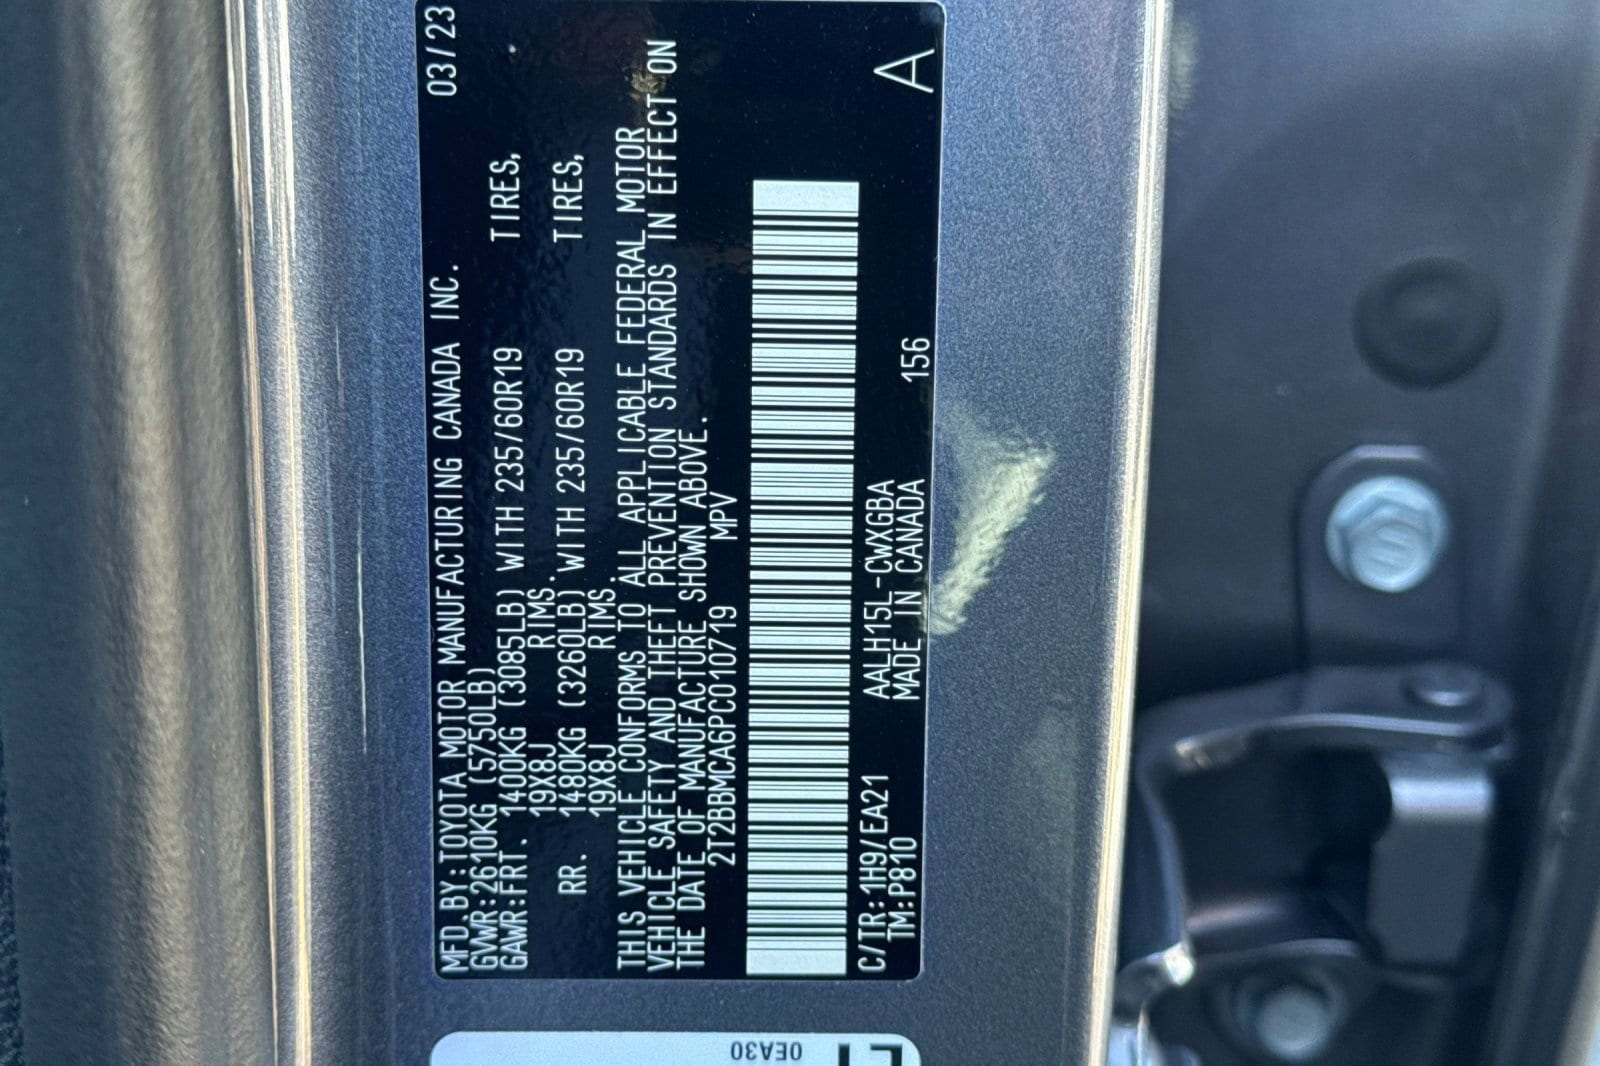 MFD.BY:TOYOTA MOTOR MANUFACTURING CANADA INC. 03/23
GVWR:2610KG (5750LB)
GAWR:FRT. 1400KG (3085LB) WITH 235/60R19 TIRES,
19X8J RIMS.
RR. 1480KG (3260LB) WITH 235/60R19 TIRES,
19X8J RIMS.
THIS VEHICLE CONFORMS TO ALL APPLICABLE FEDERAL MOTOR
VEHICLE SAFETY AND THEFT PREVENTION STANDARDS IN EFFECT ON
THE DATE OF MANUFACTURE SHOWN ABOVE.
2T2BBMCA6PC010719 MPV
C/TR:1H9/EA21 AALH15L-CWXGBA
TM:P810 MADE IN CANADA 156 A
0EA30